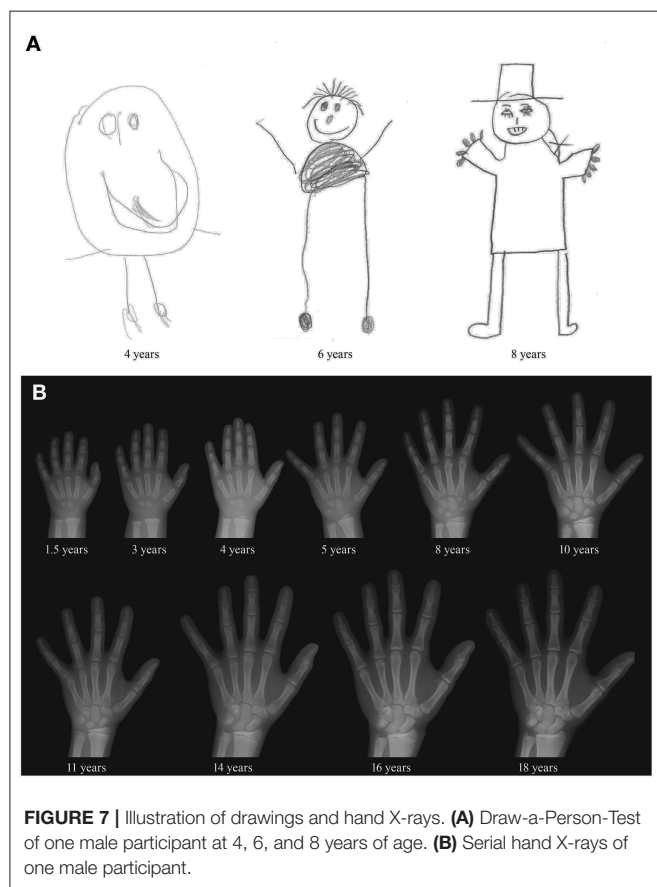 A
4 years 6 years 8 years
B
1.5 years 3 years 4 years 5 years 8 years 10 years
11 years 14 years 16 years 18 years
FIGURE 7 | Illustration of drawings and hand X-rays. (A) Draw-a-Person-Test
of one male participant at 4, 6, and 8 years of age. (B) Serial hand X-rays of
one male participant.